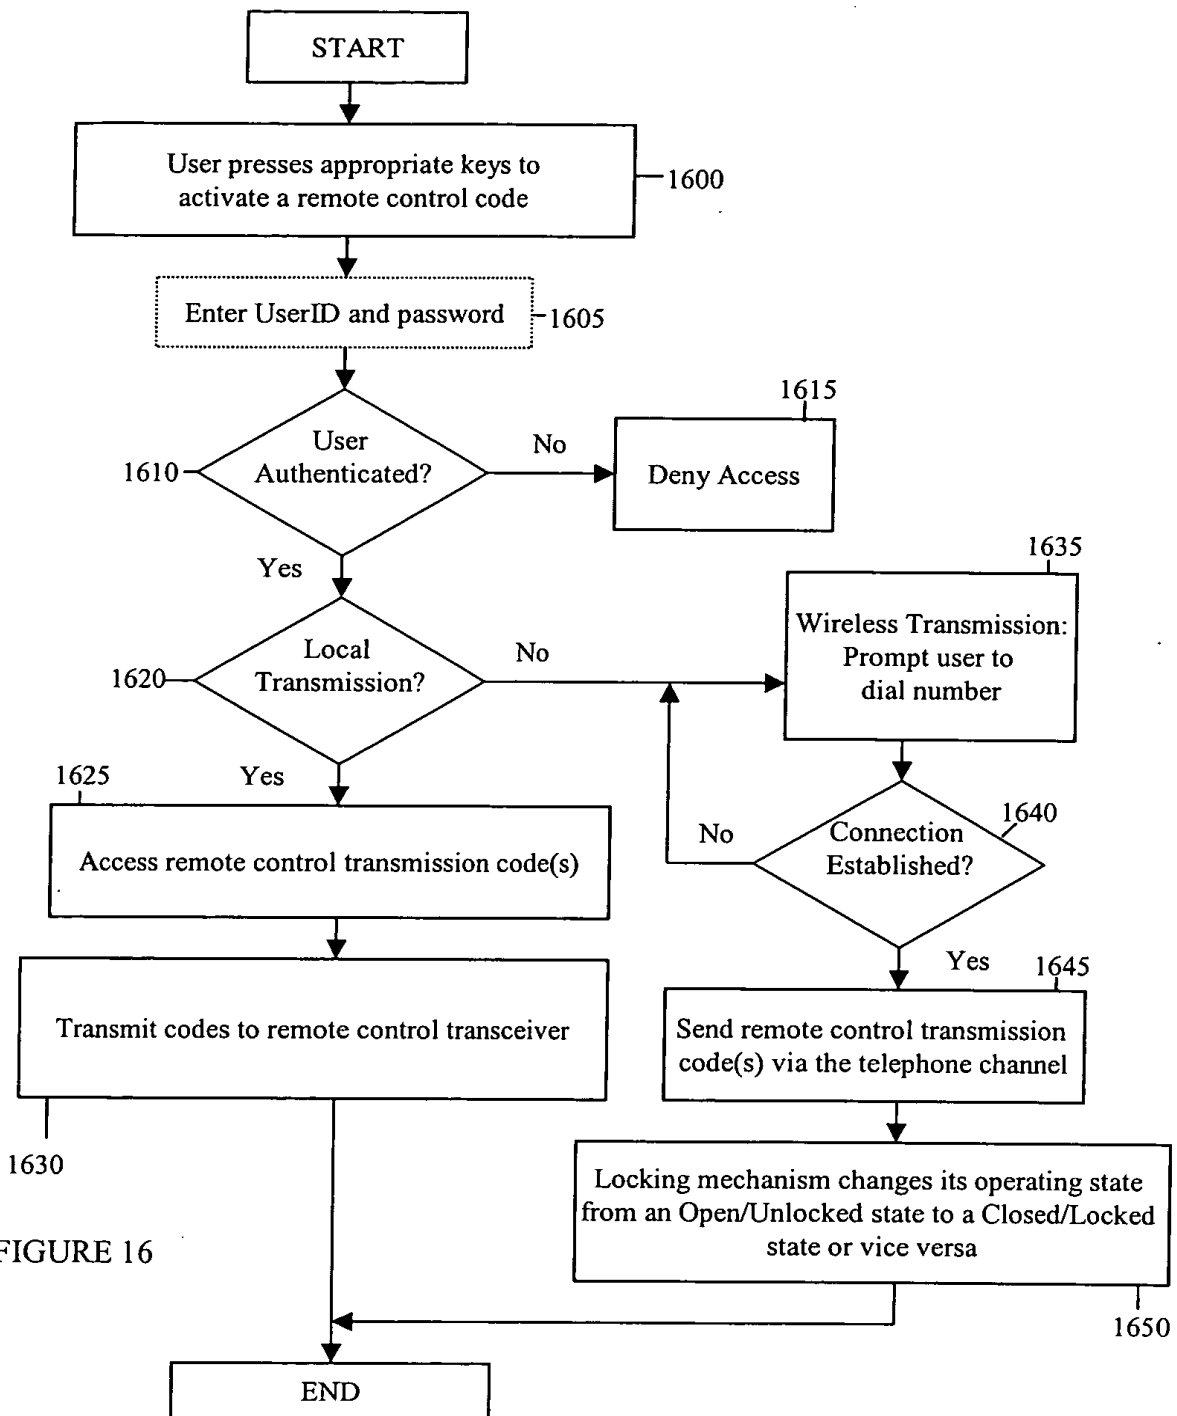 START
User presses appropriate keys to
activate a remote control code
1600
Enter UserID and password
1605
1615
User
Authenticated?
1610
No
Deny Access
Yes
1635
Local
Transmission?
1620
No
Wireless Transmission:
Prompt user to
dial number
1625
Yes
1640
Connection
Established?
No
Access remote control transmission code(s)
Yes
1645
Transmit codes to remote control transceiver
Send remote control transmission
code(s) via the telephone channel
1630
Locking mechanism changes its operating state
from an Open/Unlocked state to a Closed/Locked
state or vice versa
FIGURE 16
1650
END